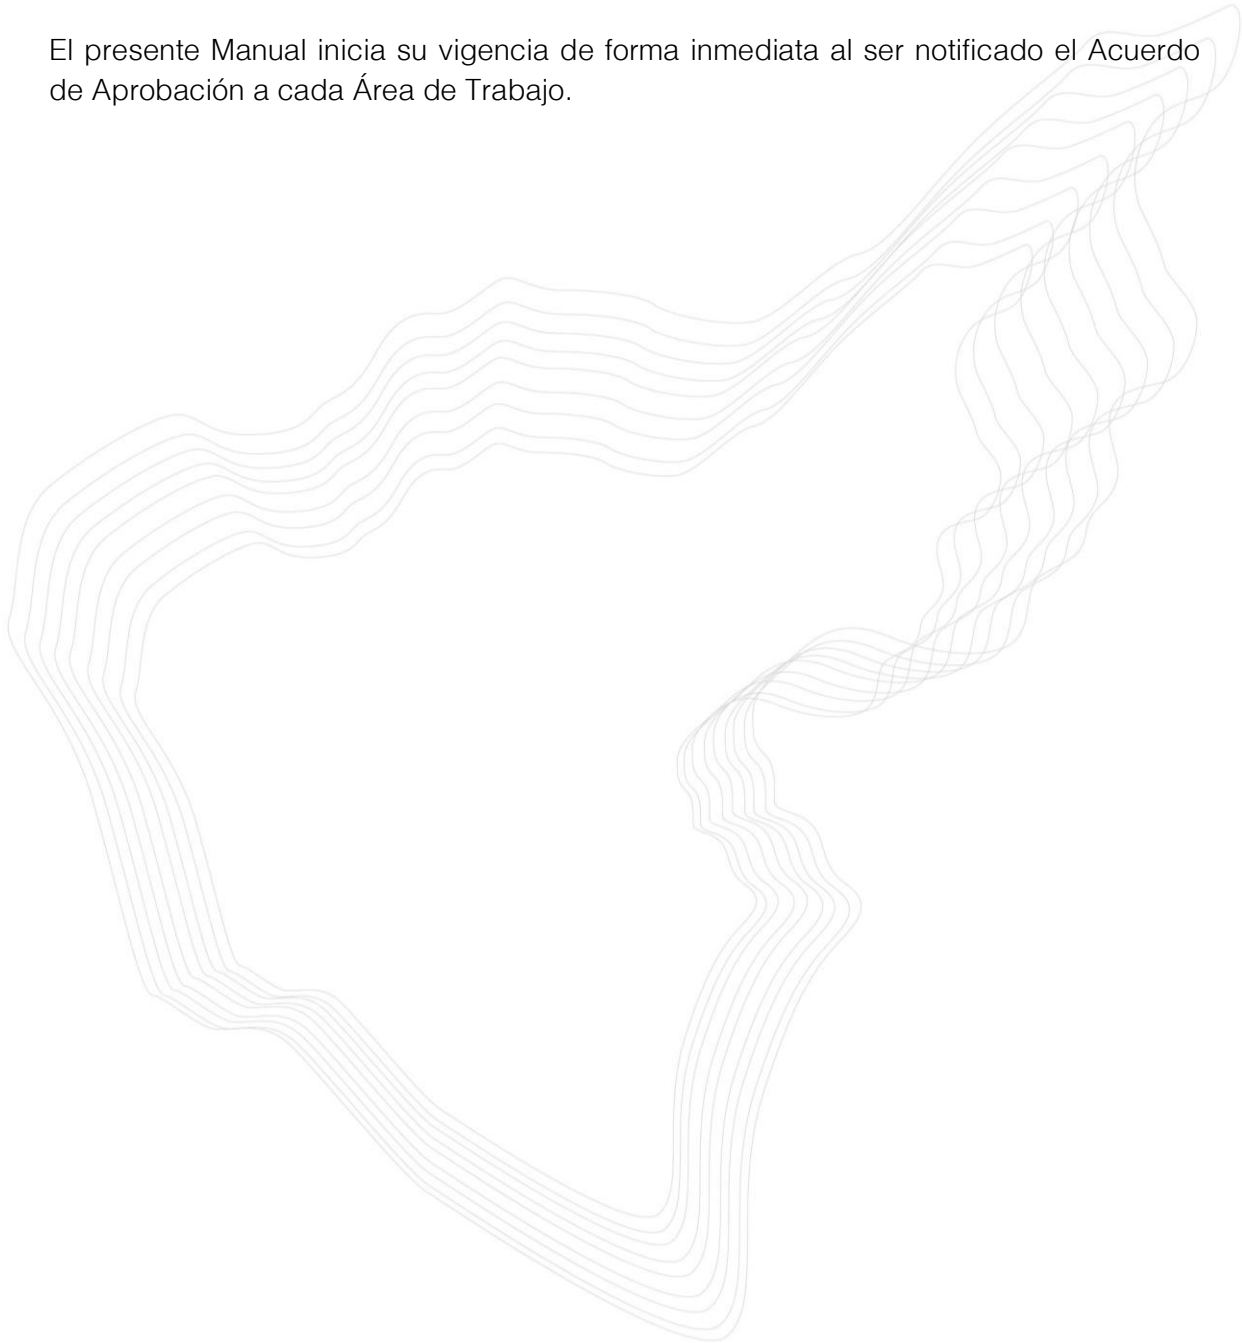 El presente Manual inicia su vigencia de forma inmediata al ser notificado el Acuerdo
de Aprobación a cada Área de Trabajo.